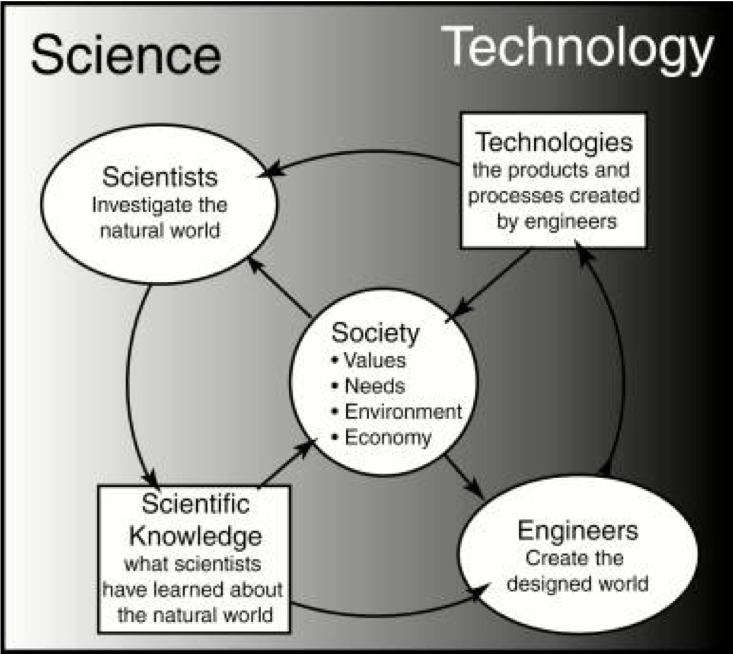 Science
Technology
Scientists
Investigate the
natural world
Technologies
the products and
processes created
by engineers
Society
• Values
• Needs
• Environment
• Economy
Scientific
Knowledge
what scientists
have learned about
the natural world
Engineers
Create the
designed world